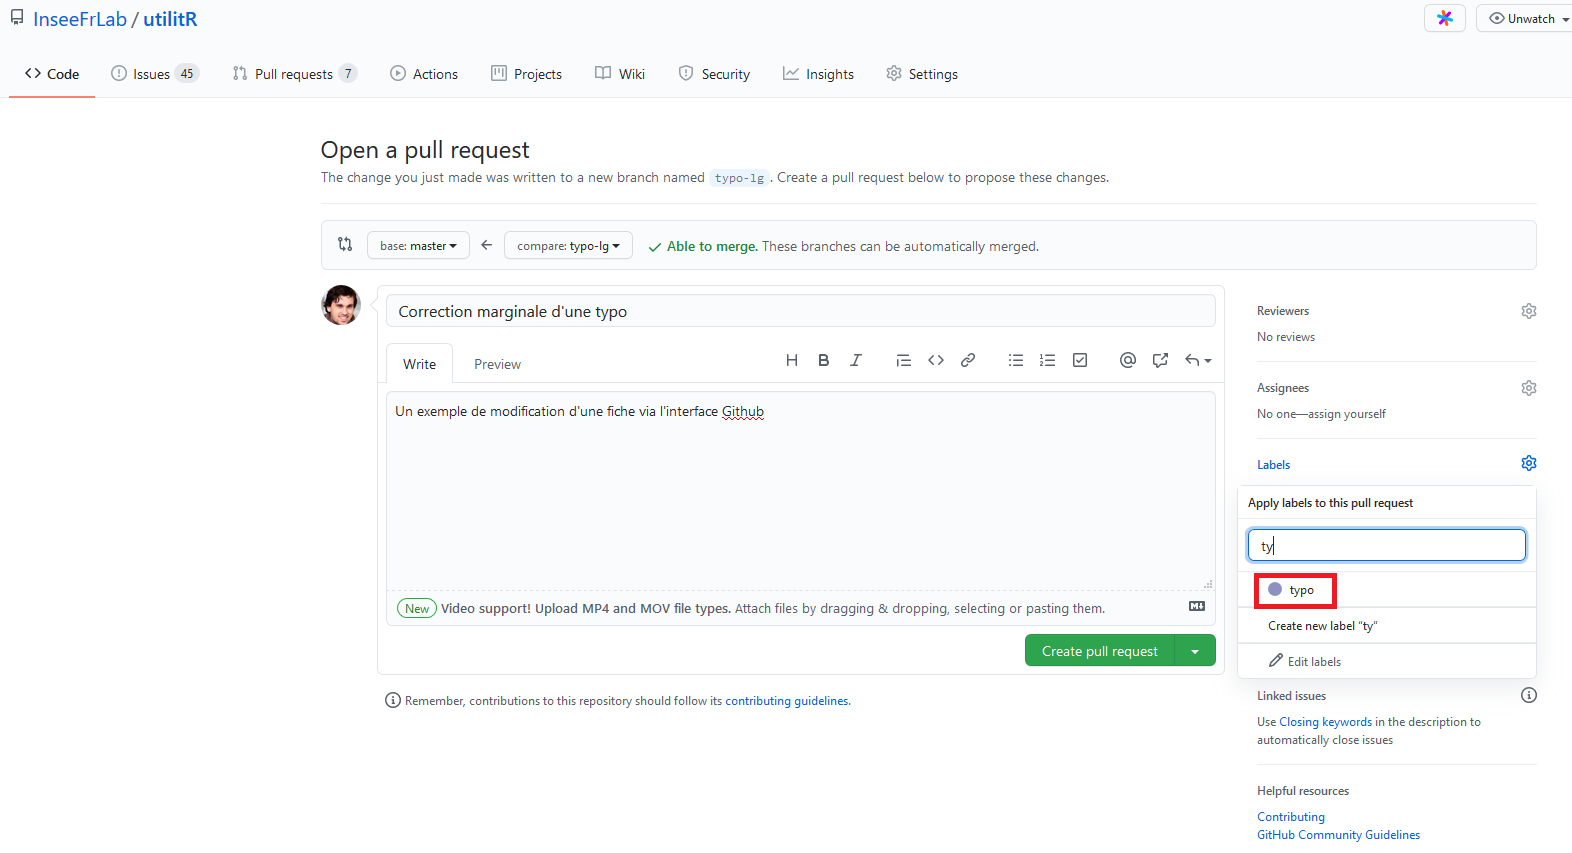 InseeFrLab / utilitR
Unwatch
Code Issues 45 Pull requests 7 Actions Projects Wiki Security Insights Settings
Open a pull request
The change you just made was written to a new branch named typo-lg . Create a pull request below to propose these changes.
base: master compare: typo-lg Able to merge. These branches can be automatically merged.
Correction marginale d'une typo
Write Preview
Un exemple de modification d'une fiche via l'interface Github
New Video support! Upload MP4 and MOV file types. Attach files by dragging & dropping, selecting or pasting them.
Create pull request
Remember, contributions to this repository should follow its contributing guidelines.
Reviewers
No reviews
Assignees
No one—assign yourself
Labels
Apply labels to this pull request
ty
typo
Create new label “ty”
Edit labels
Linked issues
Use Closing keywords in the description to
automatically close issues
Helpful resources
Contributing
GitHub Community Guidelines